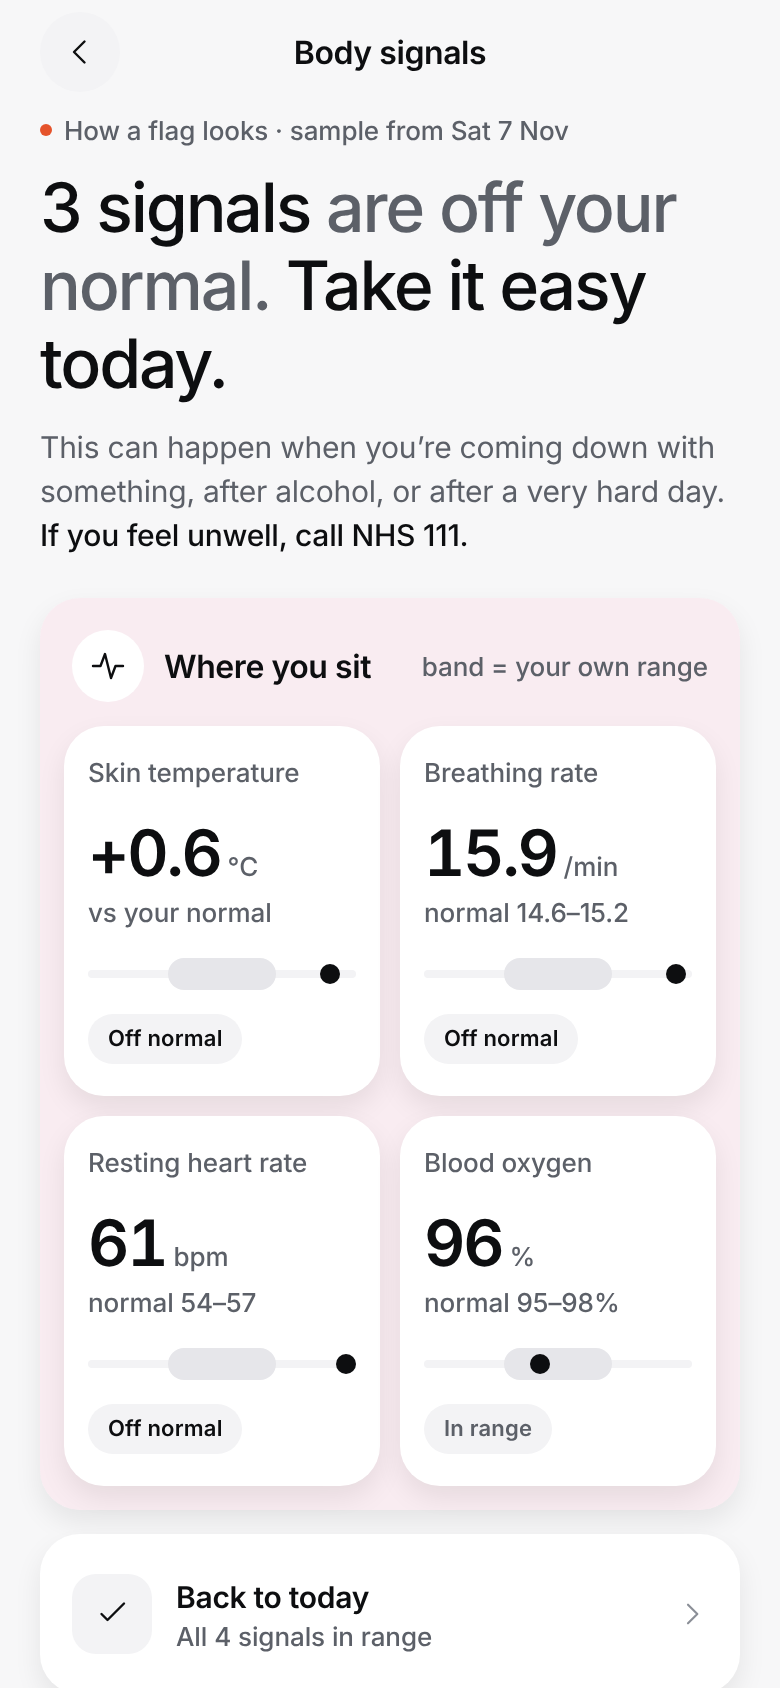 Body signals
How a flag looks · sample from Sat 7 Nov
3 signals are off your
normal. Take it easy
today.
This can happen when you’re coming down with
something, after alcohol, or after a very hard day.
If you feel unwell, call NHS 111.
Where you sit
band = your own range
Skin temperature
+0.6 °C
vs your normal
Off normal
Breathing rate
15.9 /min
normal 14.6–15.2
Off normal
Resting heart rate
61 bpm
normal 54–57
Off normal
Blood oxygen
96 %
normal 95–98%
In range
Back to today
All 4 signals in range